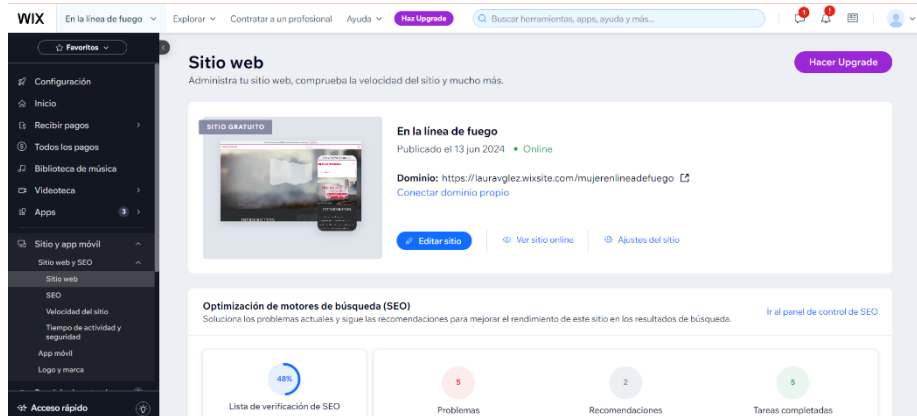 WIX
En la línea de fuego
Explorar
Contratar a un profesional
Ayuda
Haz Upgrade
Buscar herramientas, apps, ayuda y más...
1
!
Favoritos
Configuración
Inicio
Recibir pagos
Todos los pagos
Biblioteca de música
Videoteca
Apps
3
Sitio y app móvil
Sitio web y SEO
Sitio web
SEO
Velocidad del sitio
Tiempo de actividad y
seguridad
App móvil
Logo y marca
Acceso rápido
Sitio web
Administra tu sitio web, comprueba la velocidad del sitio y mucho más.
Hacer Upgrade
SITIO GRATUITO
En la línea de fuego
Publicado el 13 jun 2024 • Online
Dominio: https://lauravglez.wixsite.com/mujerenlineadefuego
Conectar dominio propio
Editar sitio
Ver sitio online
Ajustes del sitio
Optimización de motores de búsqueda (SEO)
Soluciona los problemas actuales y sigue las recomendaciones para mejorar el rendimiento de este sitio en los resultados de búsqueda.
Ir al panel de control de SEO
48%
Lista de verificación de SEO
5
Problemas
2
Recomendaciones
5
Tareas completadas